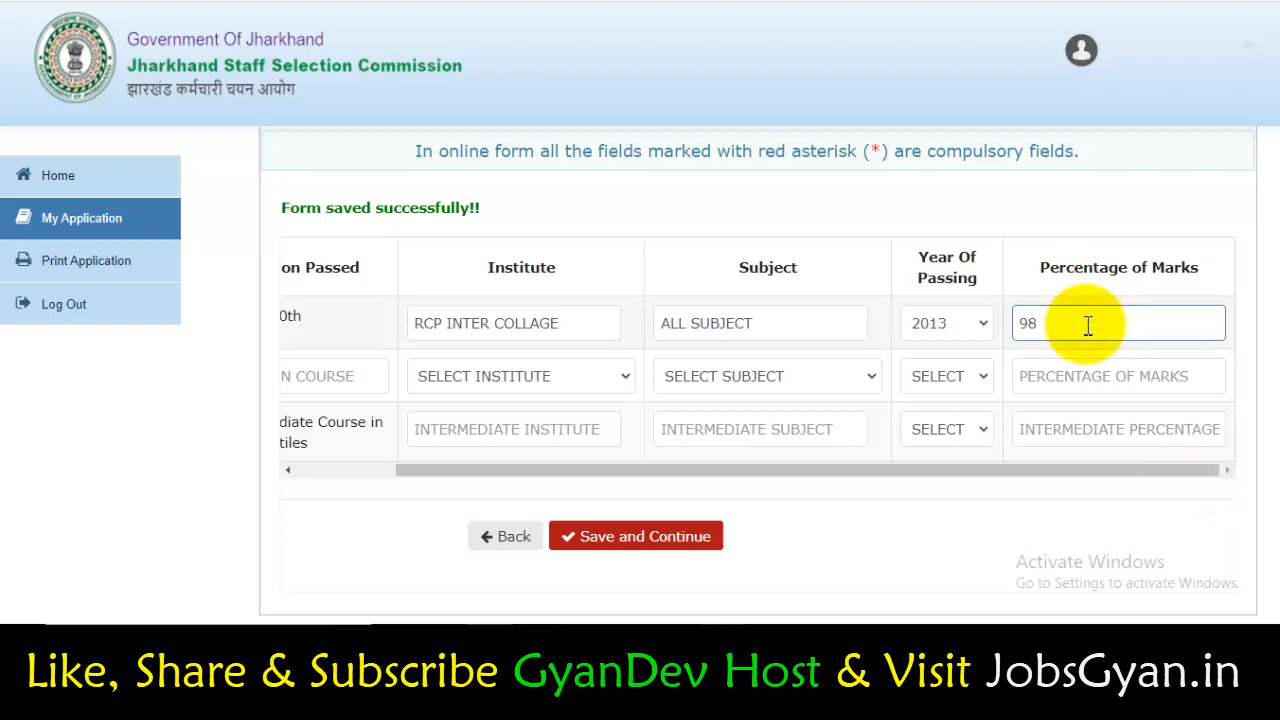 Government Of Jharkhand
Jharkhand Staff Selection Commission
झारखंड कर्मचारी चयन आयोग
In online form all the fields marked with red asterisk (*) are compulsory fields.
Home
My Application
Print Application
Log Out
Form saved successfully!!
on Passed Institute Subject Year Of Passing Percentage of Marks
0th RCP INTER COLLAGE ALL SUBJECT 2013 98
N COURSE SELECT INSTITUTE SELECT SUBJECT SELECT PERCENTAGE OF MARKS
diate Course in tiles INTERMEDIATE INSTITUTE INTERMEDIATE SUBJECT SELECT INTERMEDIATE PERCENTAGE
Back Save and Continue
Activate Windows
Go to Settings to activate Windows.
Like, Share & Subscribe GyanDev Host & Visit JobsGyan.in